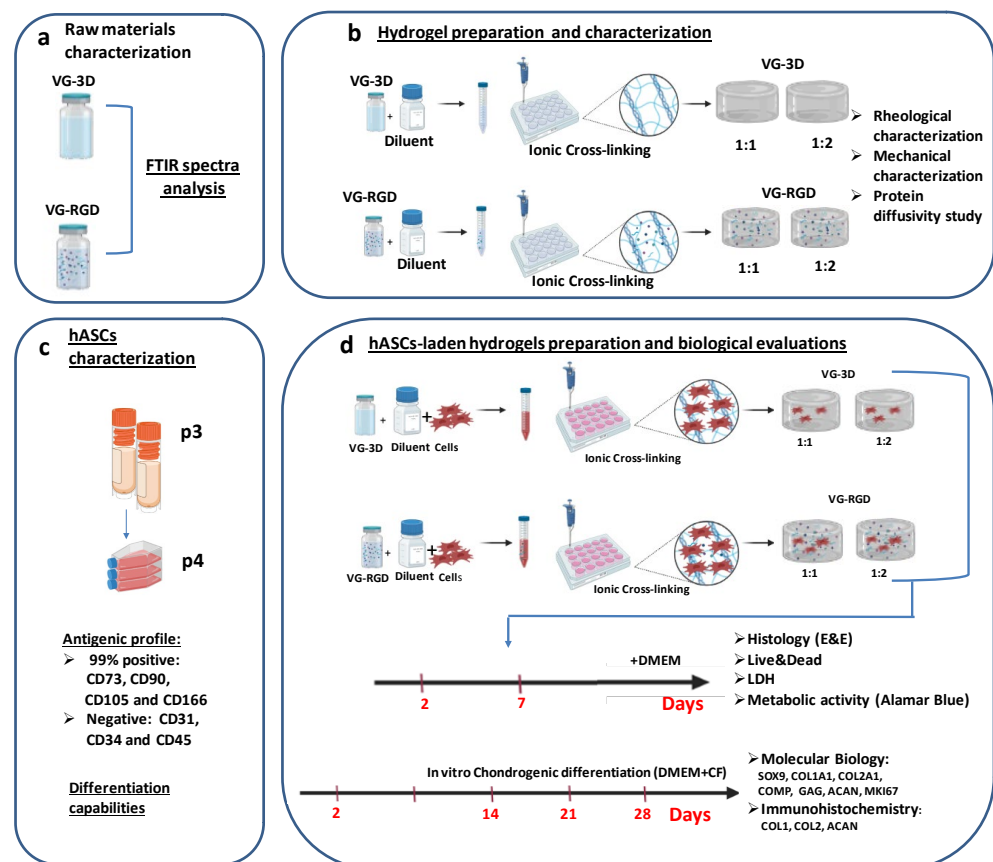 a
Raw materials
characterization
VG-3D
FTIR spectra
analysis
VG-RGD
b
Hydrogel preparation and characterization
VG-3D
+
Diluent
Ionic Cross-linking
VG-3D
1:1
1:2
VG-RGD
+
Diluent
Ionic Cross-linking
VG-RGD
1:1
1:2
➢ Rheological
characterization
➢ Mechanical
characterization
➢ Protein
diffusivity study
c
hASCs
characterization
p3
p4
Antigenic profile:
➢ 99% positive:
CD73, CD90,
CD105 and CD166
➢ Negative: CD31,
CD34 and CD45
Differentiation
capabilities
d
hASCs-laden hydrogels preparation and biological evaluations
+
+
VG-3D
Diluent
Cells
Ionic Cross-linking
VG-3D
1:1
1:2
+
+
VG-RGD
Diluent
Cells
Ionic Cross-linking
VG-RGD
1:1
1:2
+DMEM
2
7
Days
➢Histology (E&E)
➢Live&Dead
➢LDH
➢Metabolic activity (Alamar Blue)
In vitro Chondrogenic differentiation (DMEM+CF)
2
14
21
28
Days
➢Molecular Biology:
SOX9, COL1A1, COL2A1,
COMP, GAG, ACAN, MKI67
➢Immunohistochemistry:
COL1, COL2, ACAN